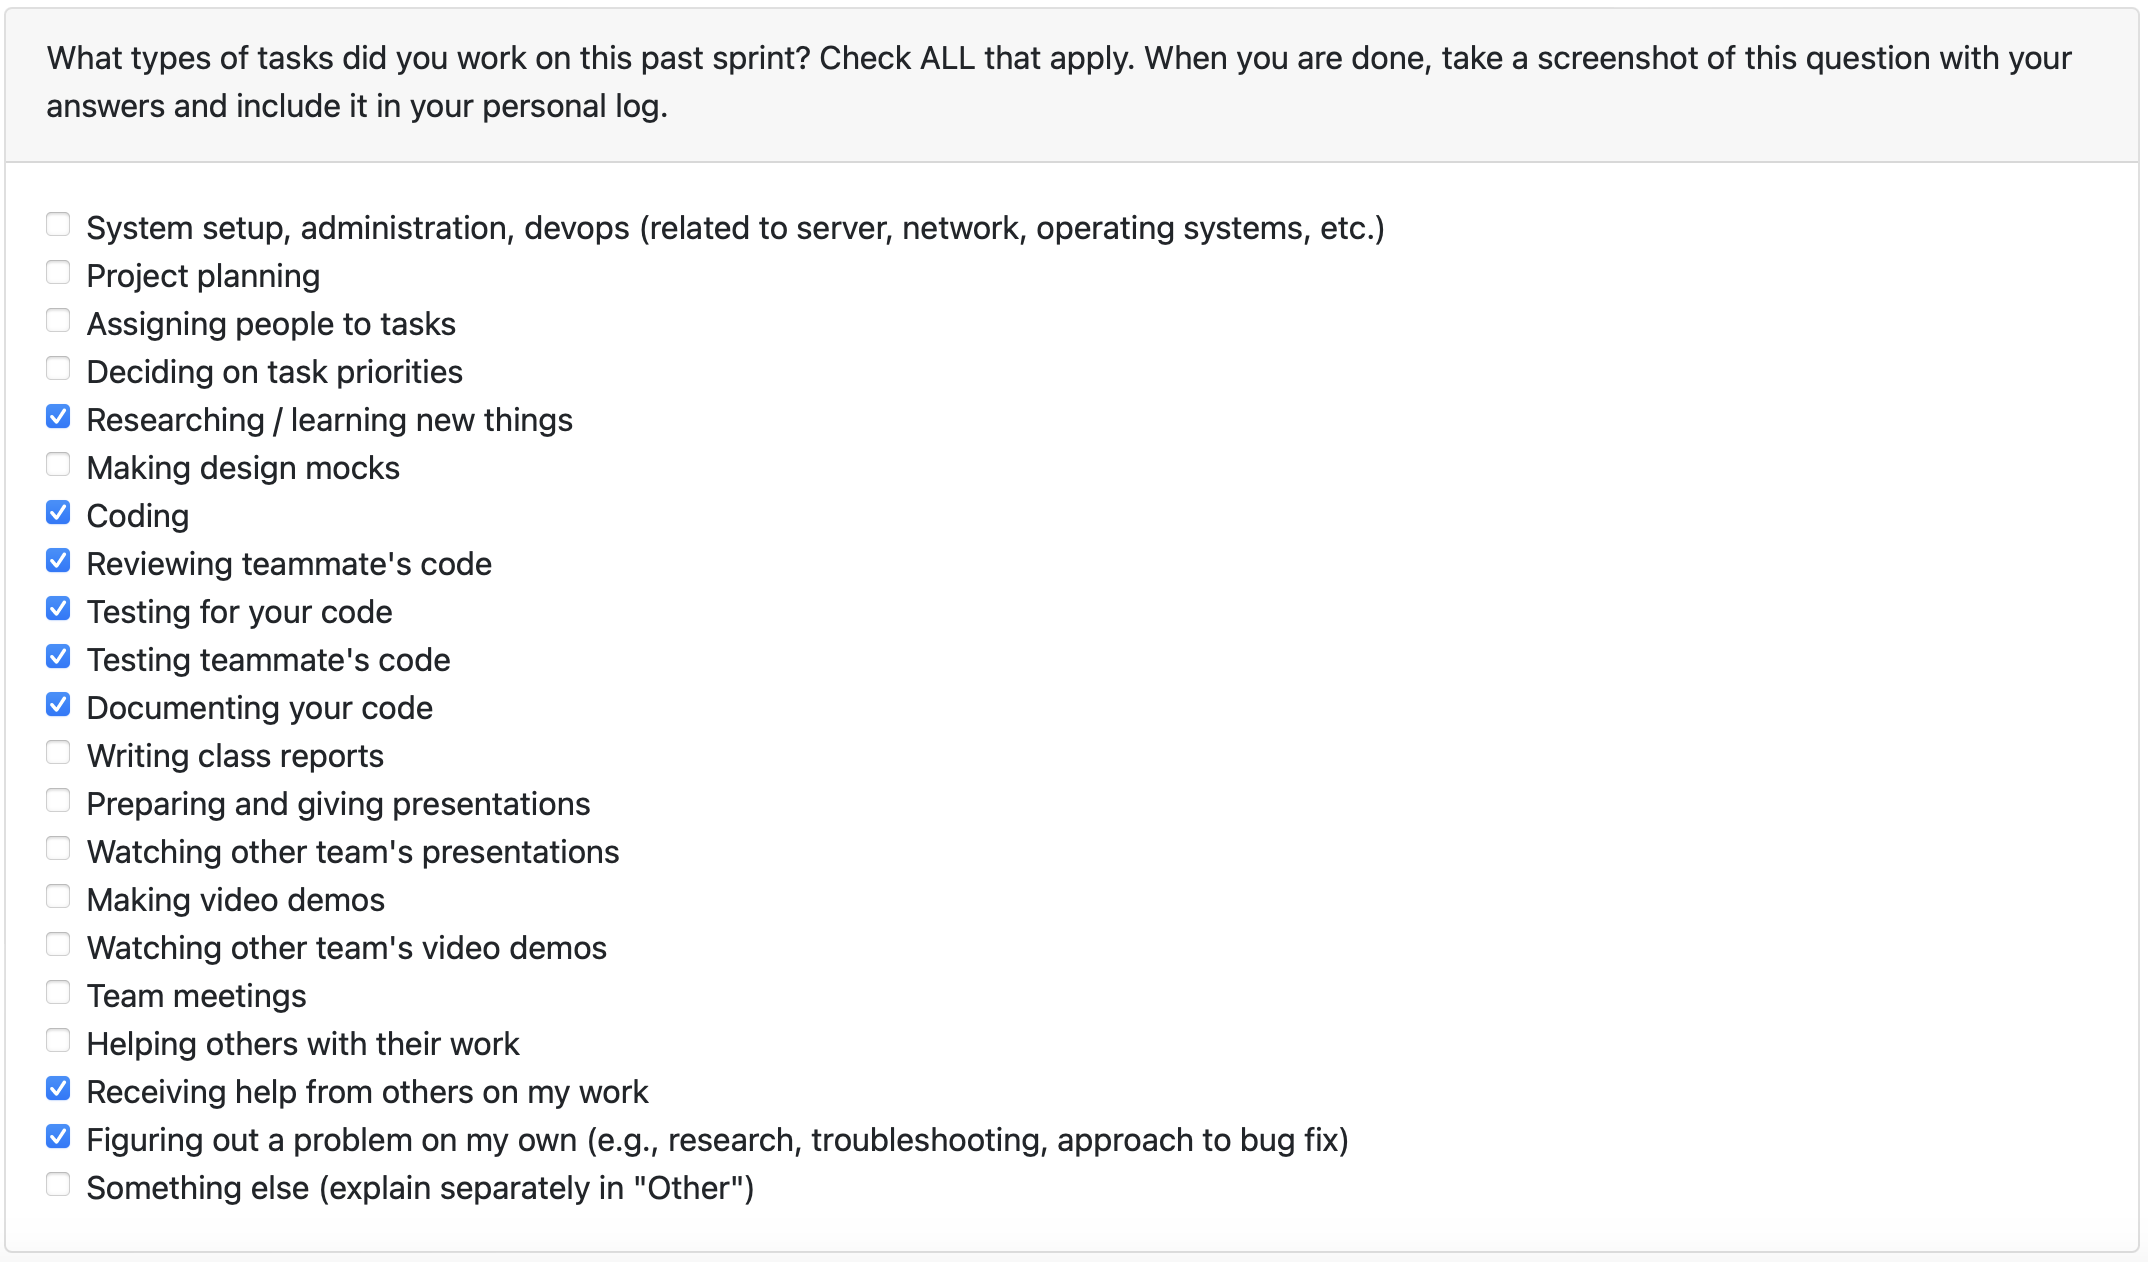 What types of tasks did you work on this past sprint? Check ALL that apply. When you are done, take a screenshot of this question with your
answers and include it in your personal log.
System setup, administration, devops (related to server, network, operating systems, etc.)
Project planning
Assigning people to tasks
Deciding on task priorities
Researching / learning new things
Making design mocks
Coding
Reviewing teammate's code
Testing for your code
Testing teammate's code
Documenting your code
Writing class reports
Preparing and giving presentations
Watching other team's presentations
Making video demos
Watching other team's video demos
Team meetings
Helping others with their work
Receiving help from others on my work
Figuring out a problem on my own (e.g., research, troubleshooting, approach to bug fix)
Something else (explain separately in "Other")